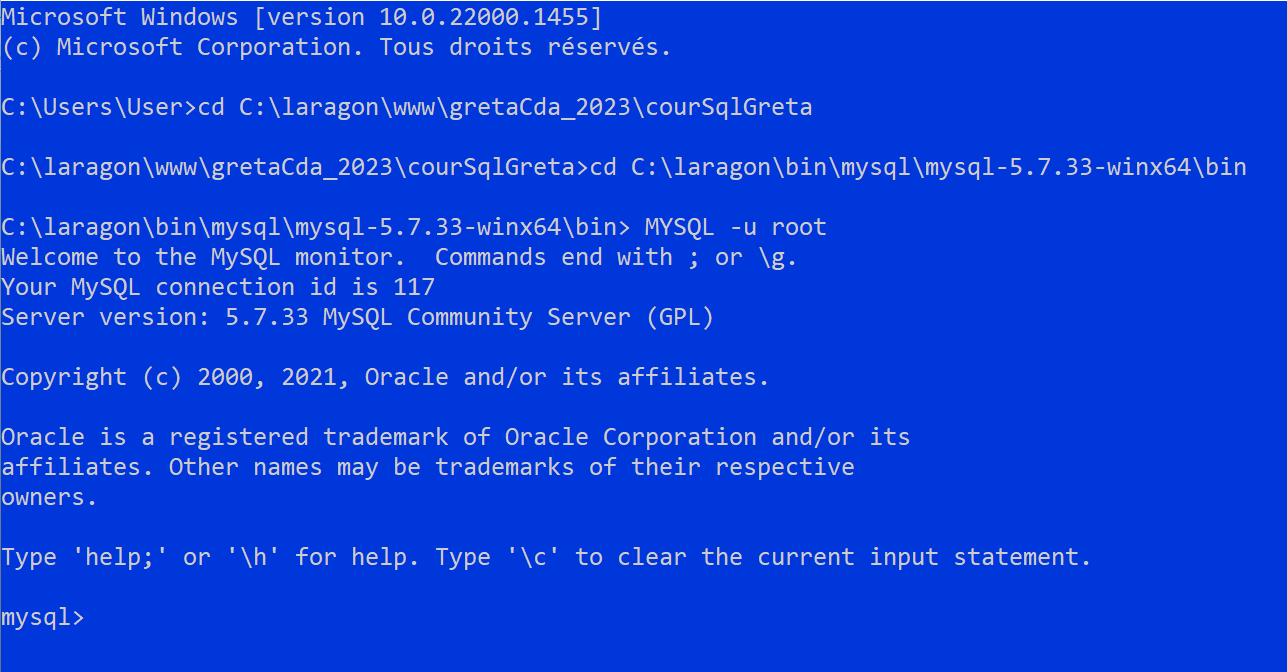 Microsoft Windows [version 10.0.22000.1455]
(c) Microsoft Corporation. Tous droits réservés.
C:\Users\User>cd C:\laragon\www\gretaCda_2023\courSqlGreta
C:\laragon\www\gretaCda_2023\courSqlGreta>cd C:\laragon\bin\mysql\mysql-5.7.33-winx64\bin
C:\laragon\bin\mysql\mysql-5.7.33-winx64\bin> MYSQL -u root
Welcome to the MySQL monitor.  Commands end with ; or \g.
Your MySQL connection id is 117
Server version: 5.7.33 MySQL Community Server (GPL)
Copyright (c) 2000, 2021, Oracle and/or its affiliates.
Oracle is a registered trademark of Oracle Corporation and/or its
affiliates. Other names may be trademarks of their respective
owners.
Type 'help;' or '\h' for help. Type '\c' to clear the current input statement.
mysql>